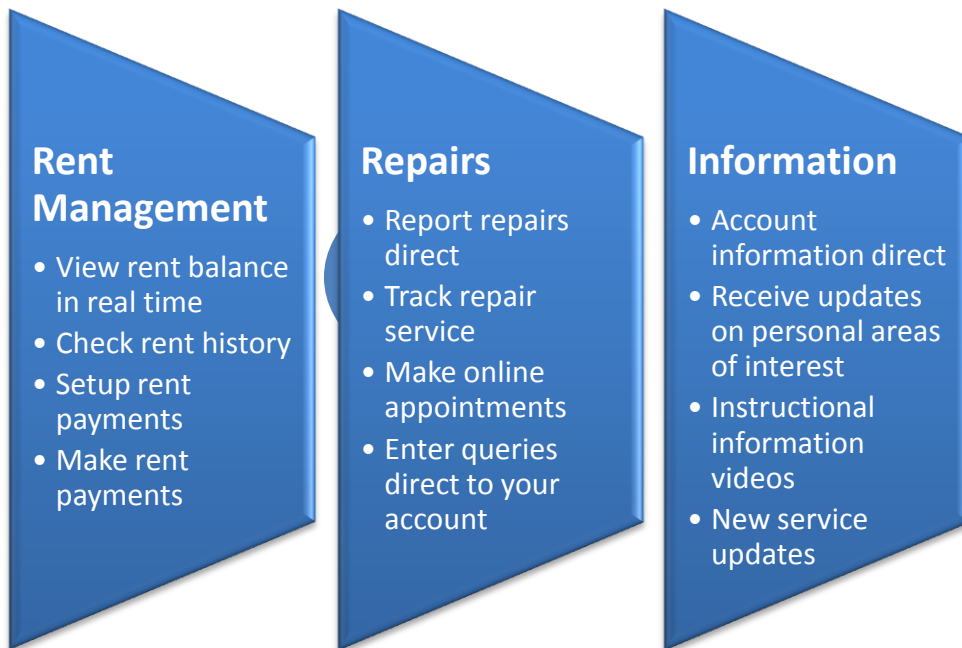 Rent
Management
• View rent balance
in real time
• Check rent history
• Setup rent
payments
• Make rent
payments
Repairs
• Report repairs
direct
• Track repair
service
• Make online
appointments
• Enter queries
direct to your
account
Information
• Account
information direct
• Receive updates
on personal areas
of interest
• Instructional
information
videos
• New service
updates